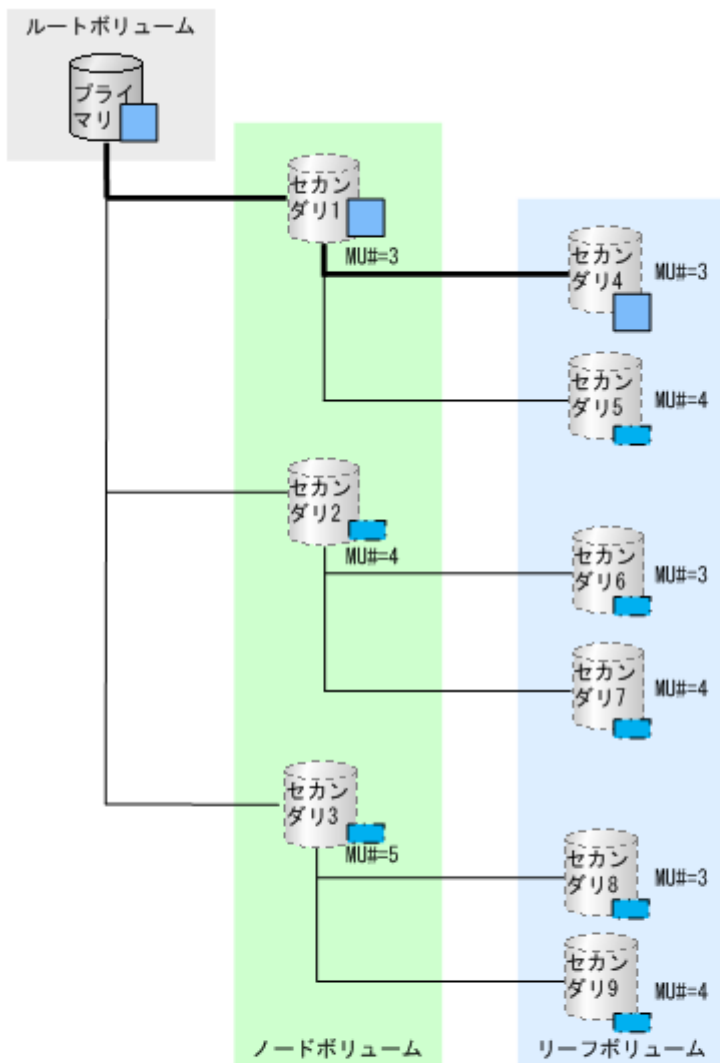 ルートボリューム
プライ
マリ
セカン
ダリ1
MU#=3
セカン
ダリ4
MU#=3
セカン
ダリ5
MU#=4
セカン
ダリ2
MU#=4
セカン
ダリ6
MU#=3
セカン
ダリ7
MU#=4
セカン
ダリ3
MU#=5
セカン
ダリ8
MU#=3
セカン
ダリ9
MU#=4
ノードボリューム
リーフボリューム